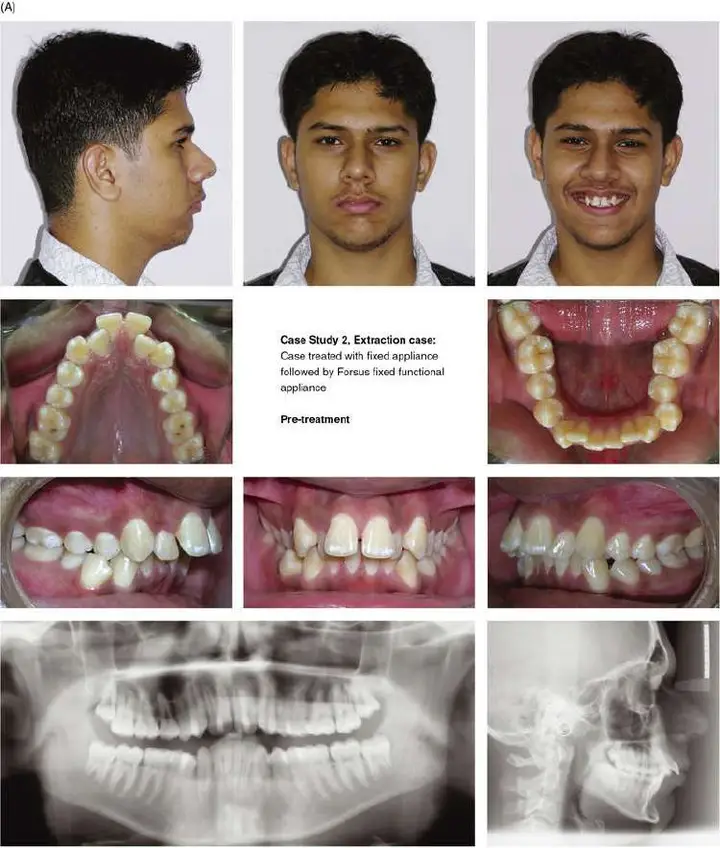 (A)
Case Study 2, Extraction case:
Case treated with fixed appliance
followed by Forsus fixed functional
appliance
Pre-treatment